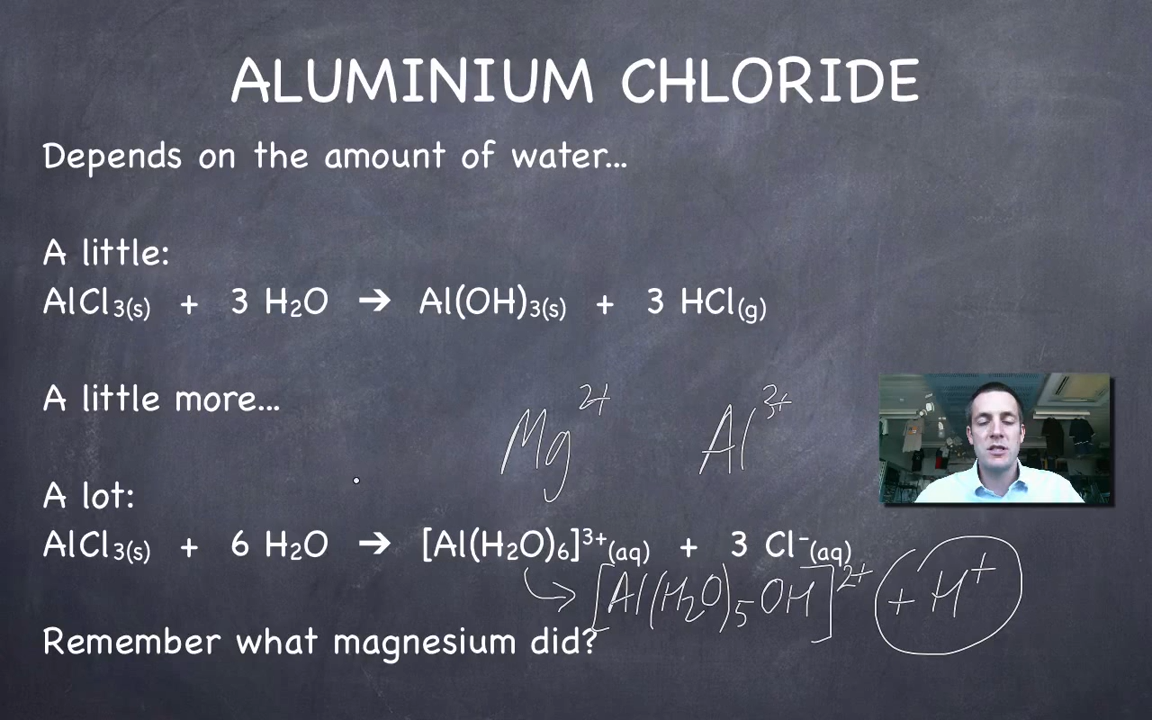 ALUMINIUM CHLORIDE
Depends on the amount of water...
A little:
AlCl₃(s) + 3 H₂O ➔ Al(OH)₃(s) + 3 HCl(g)
A little more...
Mg²⁺ Al³⁺
A lot:
AlCl₃(s) + 6 H₂O ➔ [Al(H₂O)₆]³⁺(aq) + 3 Cl⁻(aq)
[Al(H₂O)₅OH]²⁺ + H⁺
Remember what magnesium did?